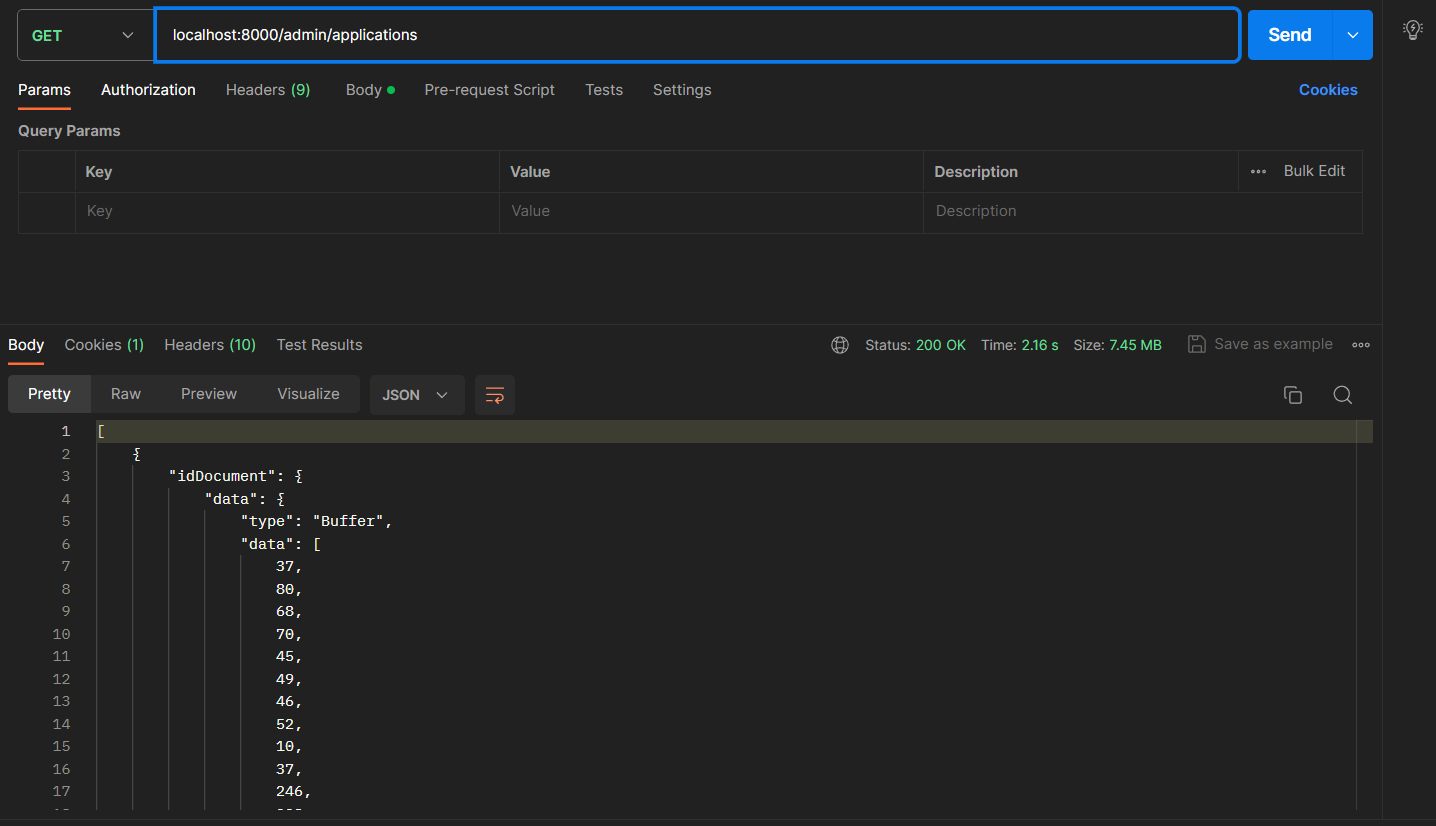 GET localhost:8000/admin/applications Send
Params Authorization Headers (9) Body Pre-request Script Tests Settings Cookies
Query Params
Key Value Description Bulk Edit
Key Value Description
Body Cookies (1) Headers (10) Test Results Status: 200 OK Time: 2.16 s Size: 7.45 MB Save as example
Pretty Raw Preview Visualize JSON
1 [
2 {
3 "idDocument": {
4 "data": {
5 "type": "Buffer",
6 "data": [
7 37,
8 80,
9 68,
10 70,
11 45,
12 49,
13 46,
14 52,
15 10,
16 37,
17 246,